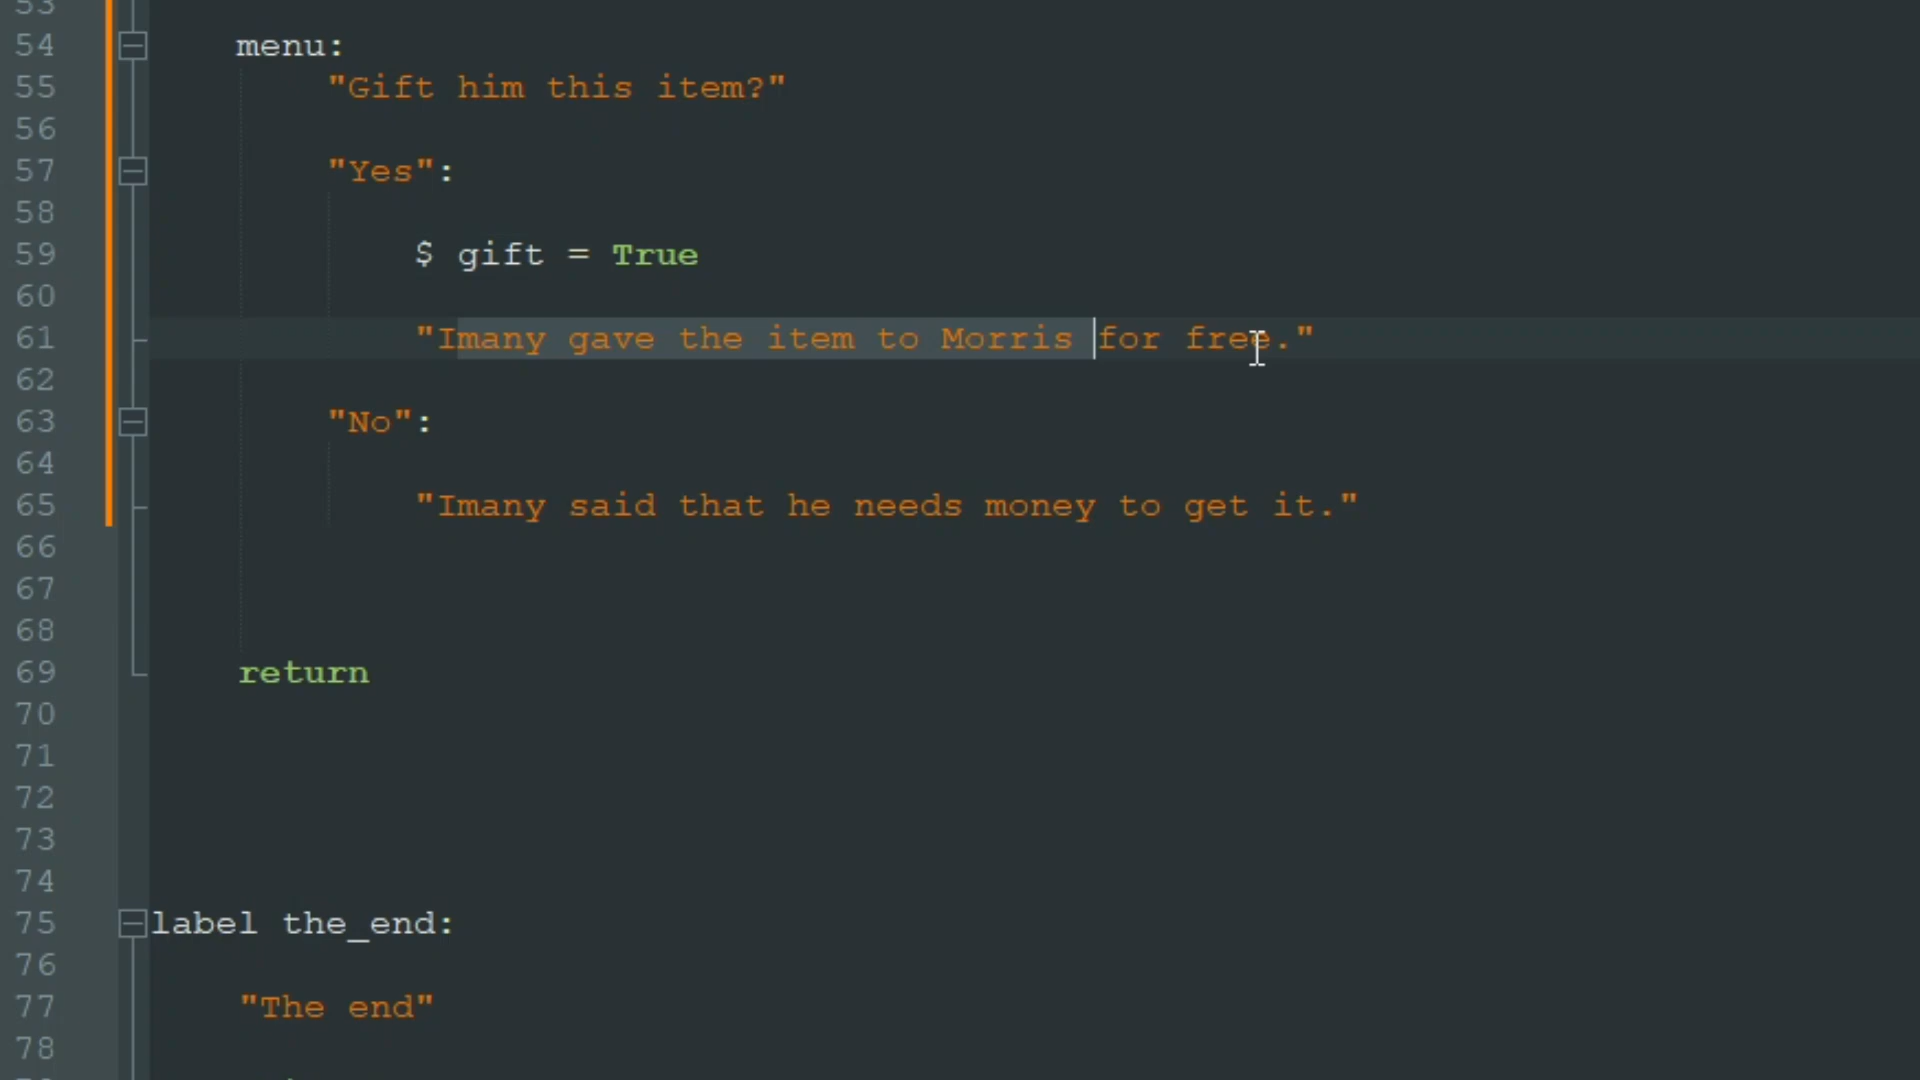 53
54 menu:
55 "Gift him this item?"
56
57 "Yes":
58
59 $ gift = True
60
61 "Imany gave the item to Morris for free."
62
63 "No":
64
65 "Imany said that he needs money to get it."
66
67
68
69 return
70
71
72
73
74
75 label the_end:
76
77 "The end"
78